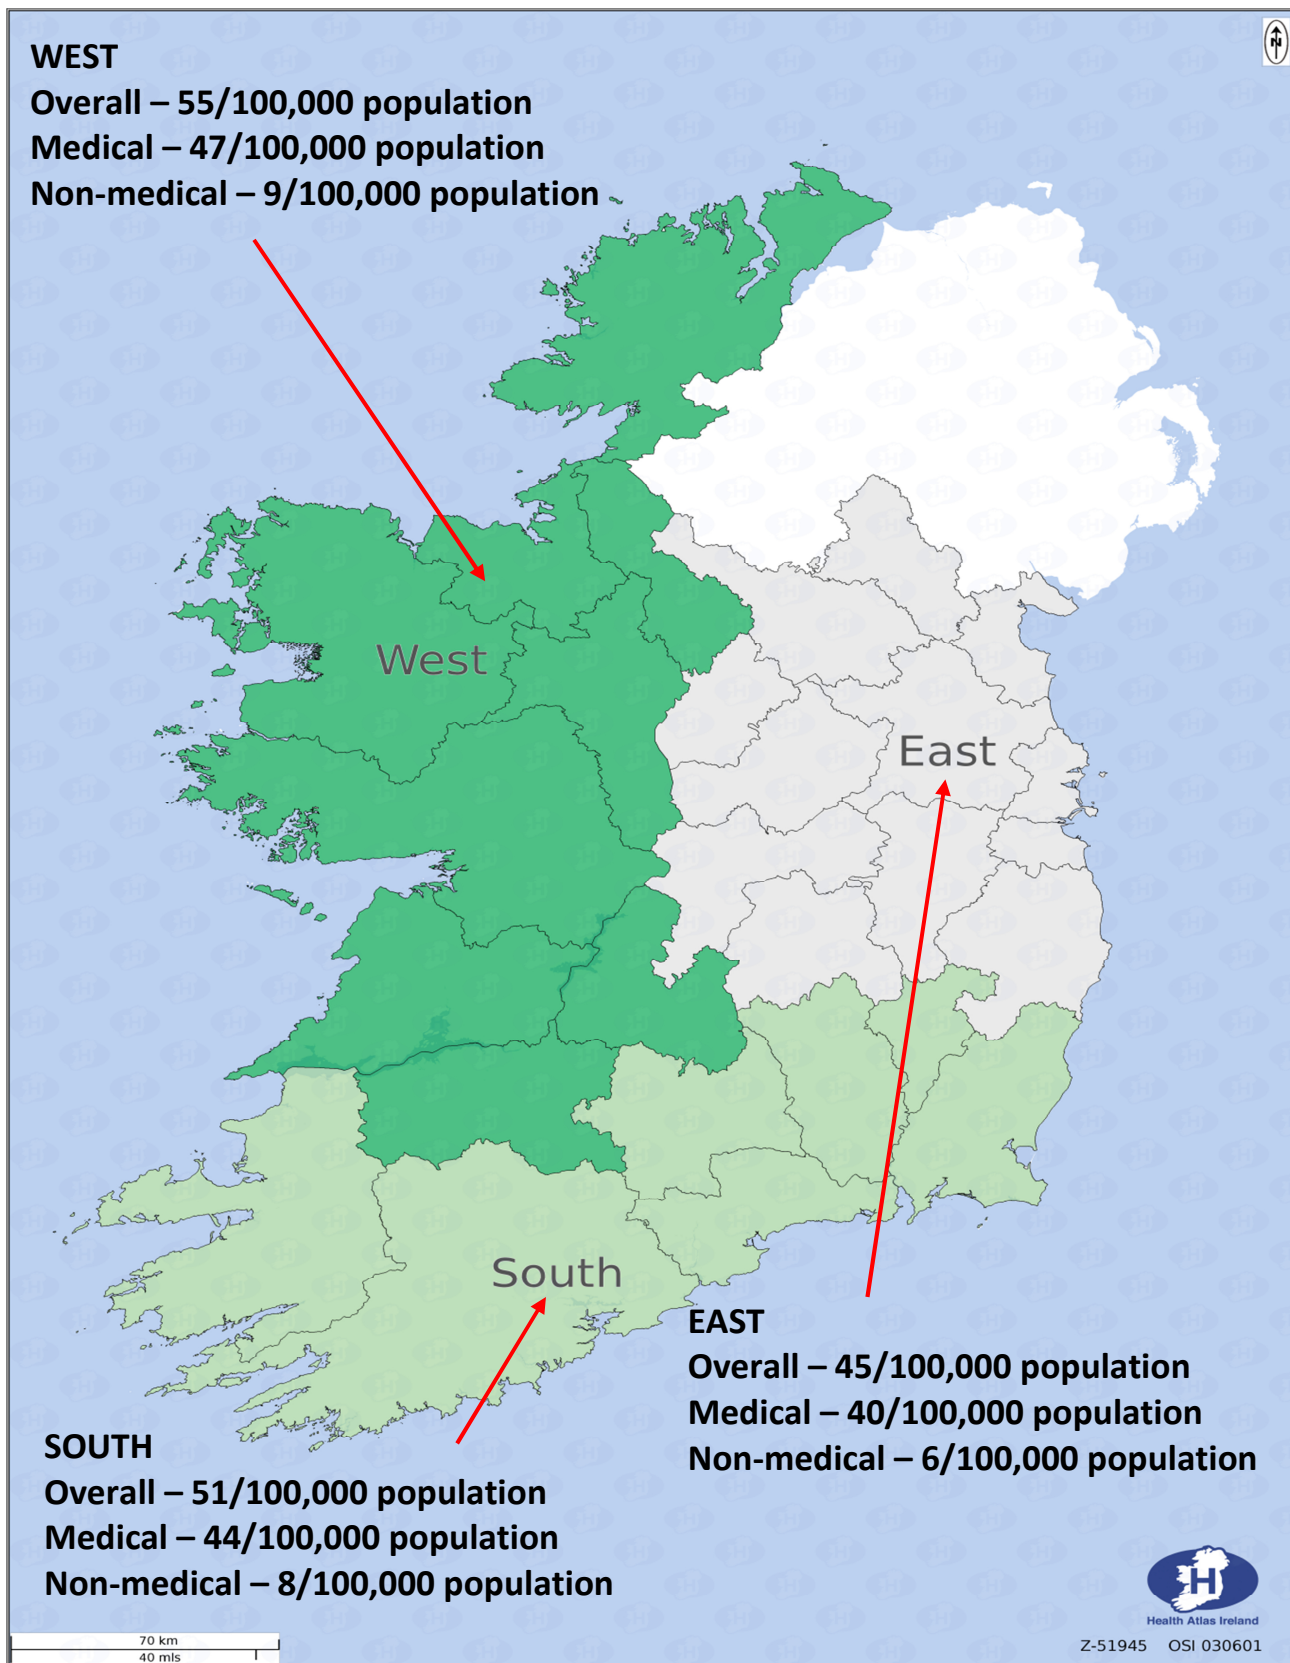 WEST
Overall – 55/100,000 population
Medical – 47/100,000 population
Non-medical – 9/100,000 population
N
West
East
South
EAST
Overall – 45/100,000 population
Medical – 40/100,000 population
Non-medical – 6/100,000 population
SOUTH
Overall – 51/100,000 population
Medical – 44/100,000 population
Non-medical – 8/100,000 population
H
Health Atlas Ireland
70 km
40 mls
Z-51945 OSI 030601